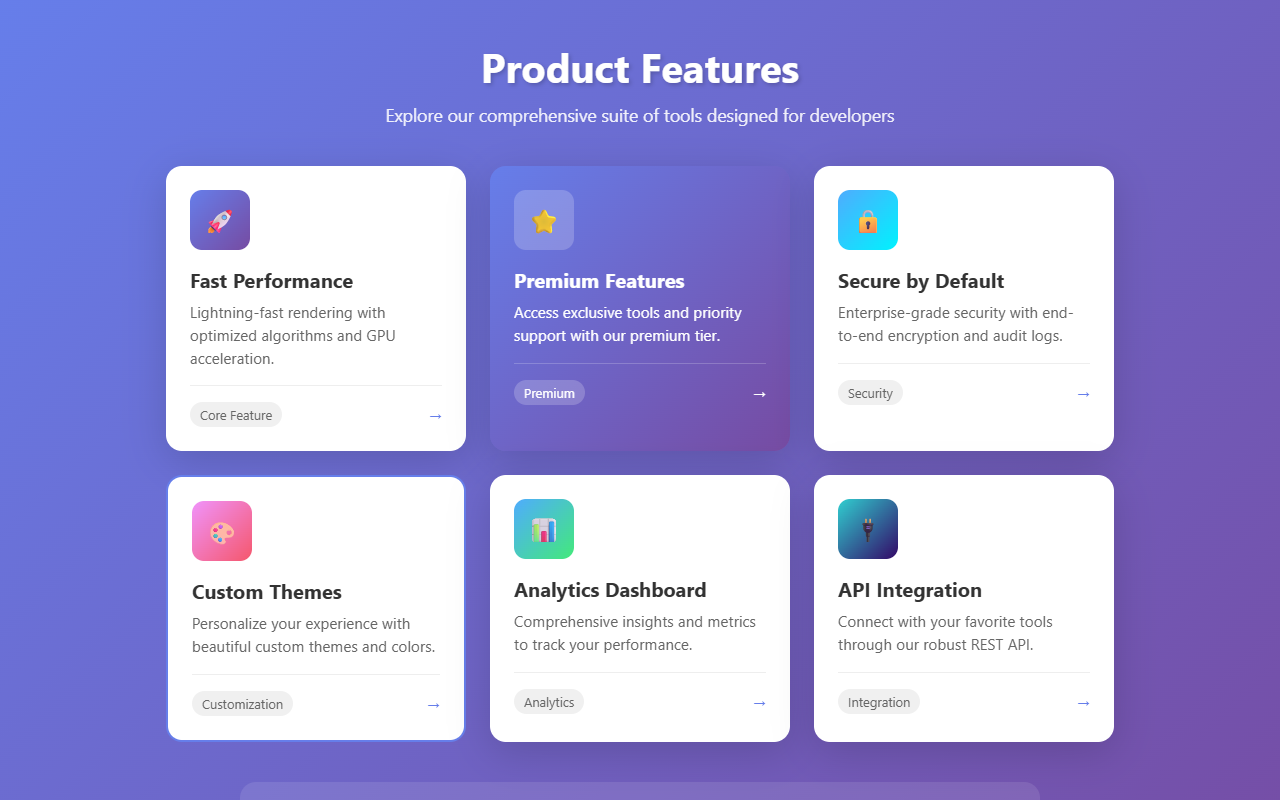 Product Features
Explore our comprehensive suite of tools designed for developers
Fast Performance
Lightning-fast rendering with
optimized algorithms and GPU
acceleration.
Core Feature
→
Premium Features
Access exclusive tools and priority
support with our premium tier.
Premium
→
Secure by Default
Enterprise-grade security with end-
to-end encryption and audit logs.
Security
→
Custom Themes
Personalize your experience with
beautiful custom themes and colors.
Customization
→
Analytics Dashboard
Comprehensive insights and metrics
to track your performance.
Analytics
→
API Integration
Connect with your favorite tools
through our robust REST API.
Integration
→